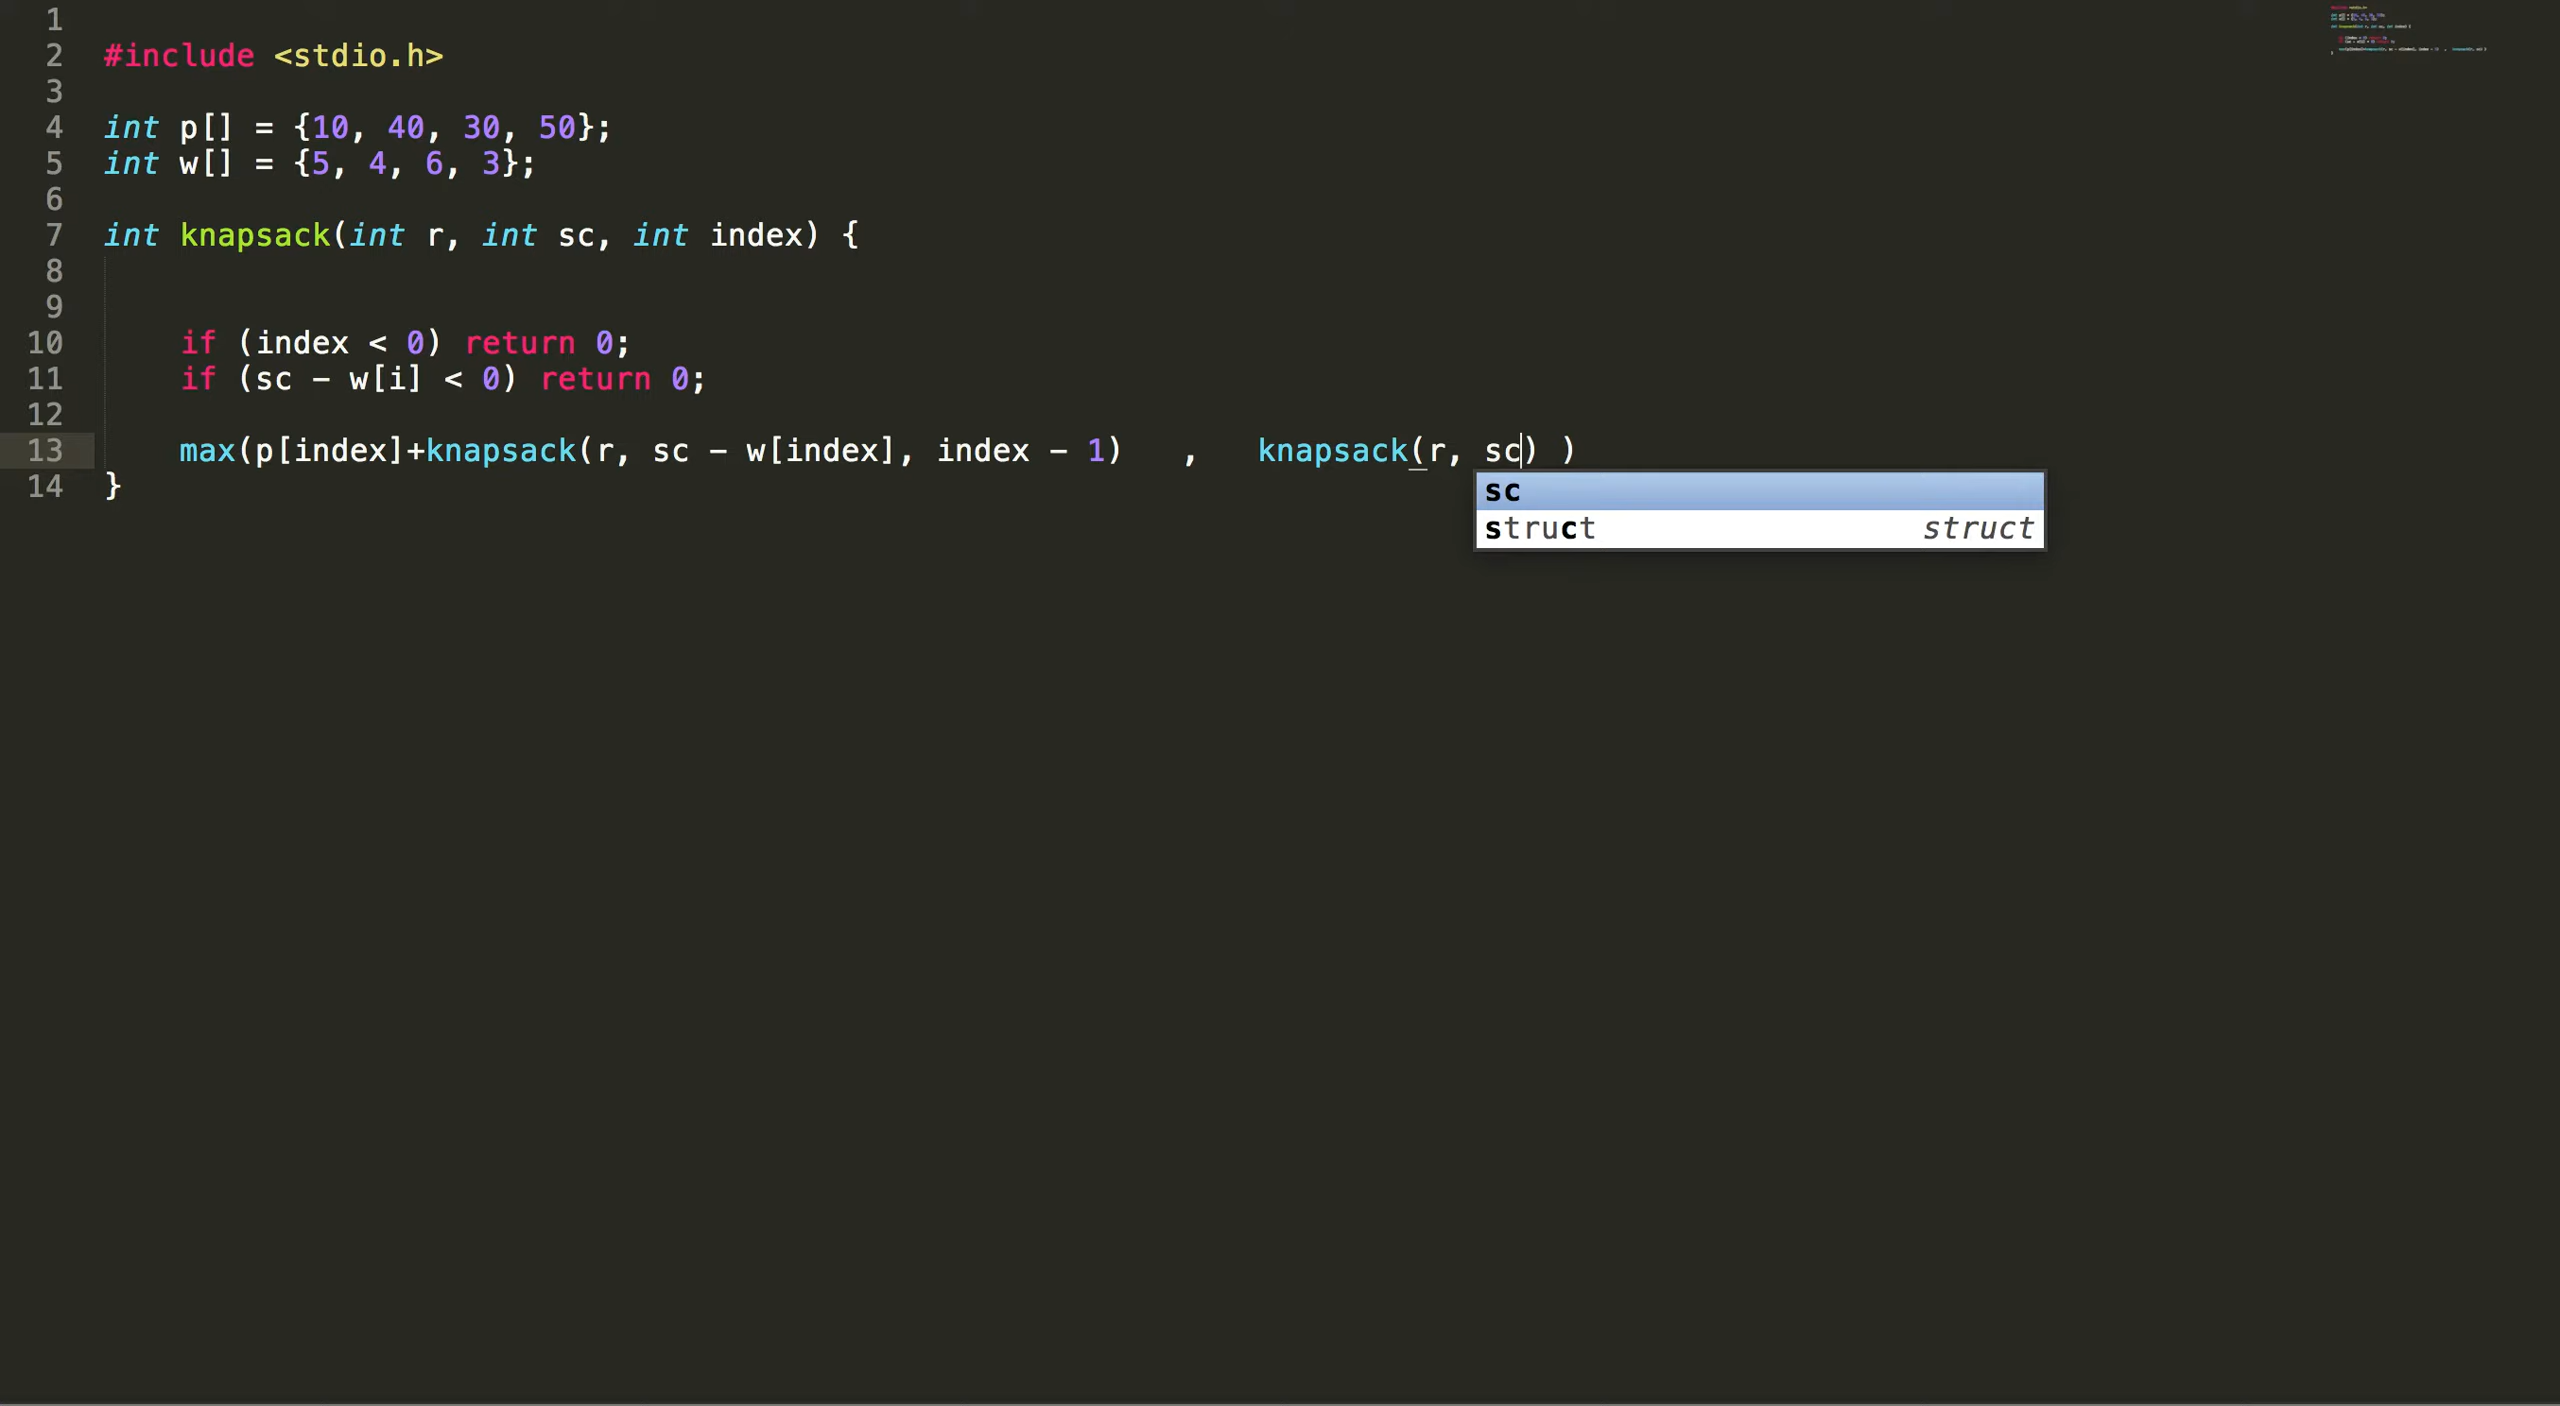 1
2 #include <stdio.h>
3
4 int p[] = {10, 40, 30, 50};
5 int w[] = {5, 4, 6, 3};
6
7 int knapsack(int r, int sc, int index) {
8
9
10 if (index < 0) return 0;
11 if (sc - w[i] < 0) return 0;
12
13 max(p[index]+knapsack(r, sc - w[index], index - 1) , knapsack(r, sc) )
14 }
sc
struct struct